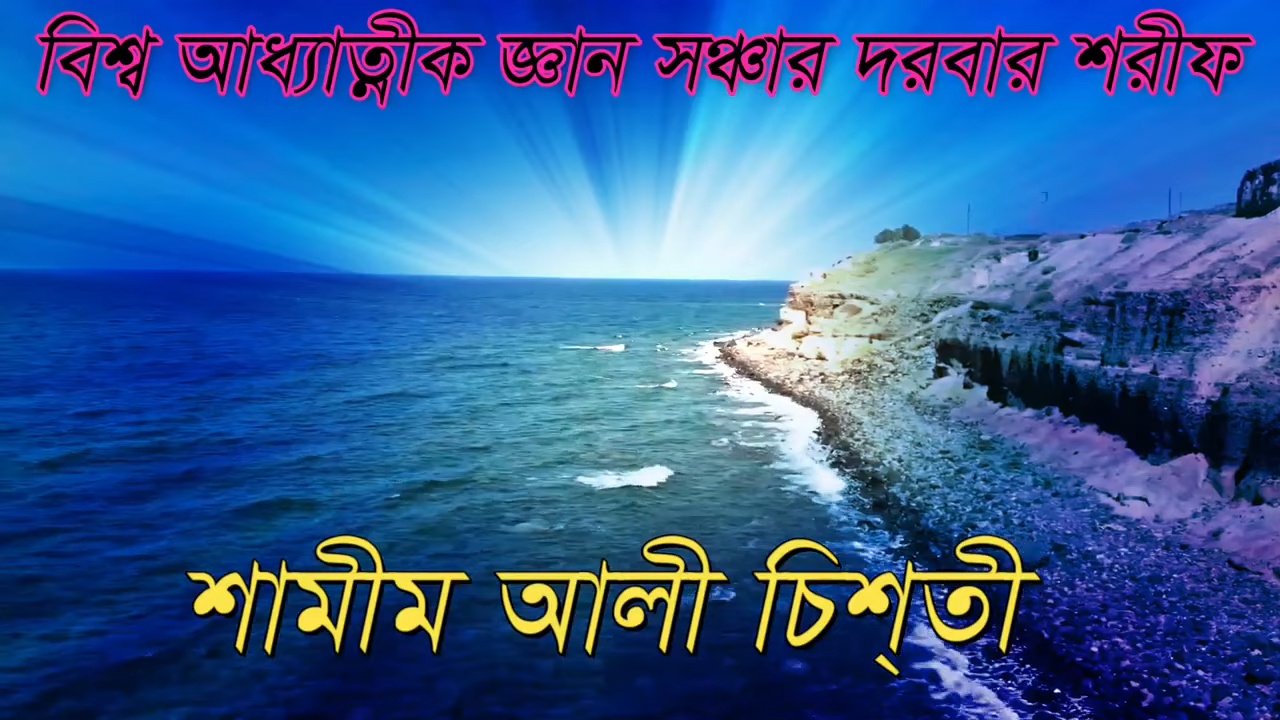 বিশ্ব আধ্যাত্নীক জ্ঞান সঞ্চার দরবার শরীফ
শামীম আলী চিশ্‌তী